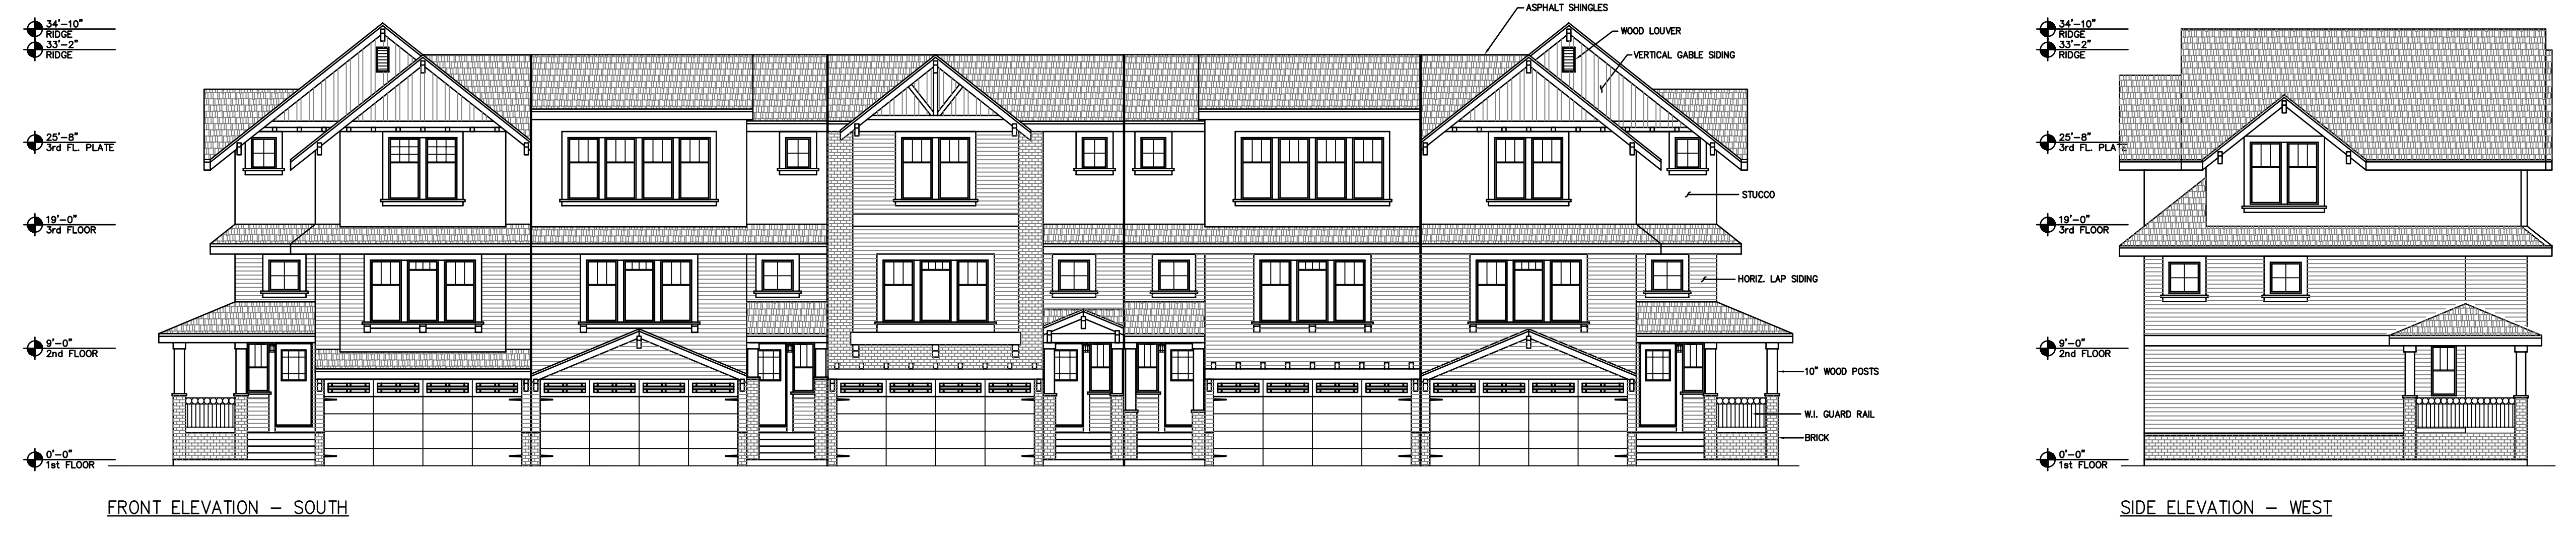 34'-10"
RIDGE
33'-2"
RIDGE
25'-8"
3rd FL. PLATE
19'-0"
3rd FLOOR
9'-0"
2nd FLOOR
0'-0"
1st FLOOR
ASPHALT SHINGLES
WOOD LOUVER
VERTICAL GABLE SIDING
STUCCO
HORIZ. LAP SIDING
10" WOOD POSTS
W.I. GUARD RAIL
BRICK
FRONT ELEVATION - SOUTH
34'-10"
RIDGE
33'-2"
RIDGE
25'-8"
3rd FL. PLATE
19'-0"
3rd FLOOR
9'-0"
2nd FLOOR
0'-0"
1st FLOOR
SIDE ELEVATION - WEST